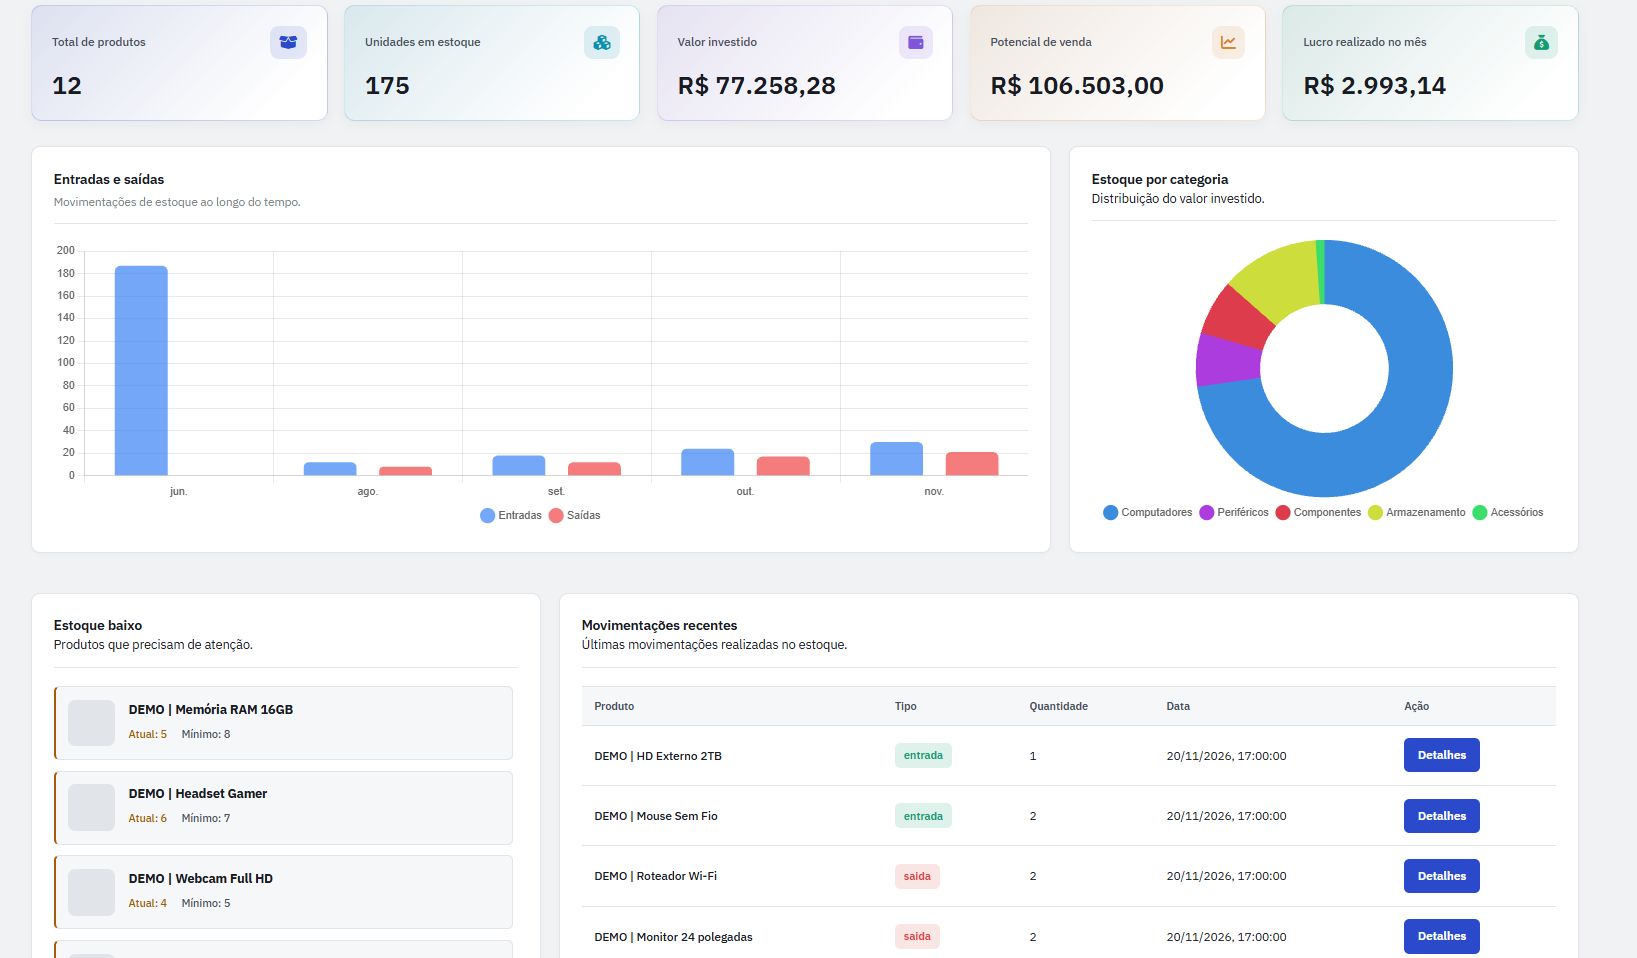 Total de produtos
12
Unidades em estoque
175
Valor investido
R$ 77.258,28
Potencial de venda
R$ 106.503,00
Lucro realizado no mês
R$ 2.993,14
Entradas e saídas
Movimentações de estoque ao longo do tempo.
200
180
160
140
120
100
80
60
40
20
0
jun.
ago.
set.
out.
nov.
Entradas
Saídas
Estoque por categoria
Distribuição do valor investido.
Computadores
Periféricos
Componentes
Armazenamento
Acessórios
Estoque baixo
Produtos que precisam de atenção.
DEMO | Memória RAM 16GB
Atual: 5 Mínimo: 8
DEMO | Headset Gamer
Atual: 6 Mínimo: 7
DEMO | Webcam Full HD
Atual: 4 Mínimo: 5
Movimentações recentes
Últimas movimentações realizadas no estoque.
Produto Tipo Quantidade Data Ação
DEMO | HD Externo 2TB entrada 1 20/11/2026, 17:00:00 Detalhes
DEMO | Mouse Sem Fio entrada 2 20/11/2026, 17:00:00 Detalhes
DEMO | Roteador Wi-Fi saida 2 20/11/2026, 17:00:00 Detalhes
DEMO | Monitor 24 polegadas saida 2 20/11/2026, 17:00:00 Detalhes